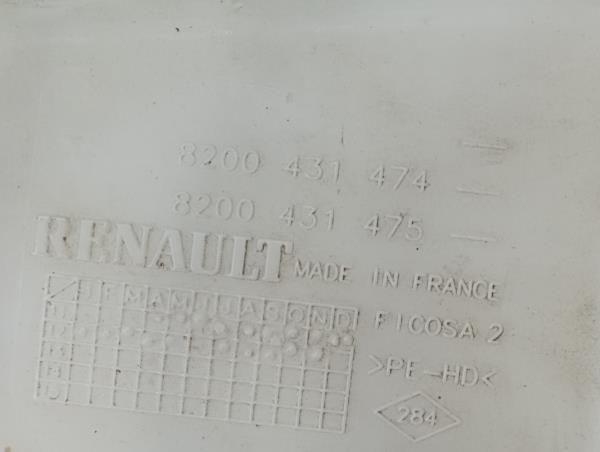 8200 431 474 —
8200 431 475 —
RENAULT MADE IN FRANCE
J F M A M J J A S O N D FICOSA 2
>PE-HD<
284